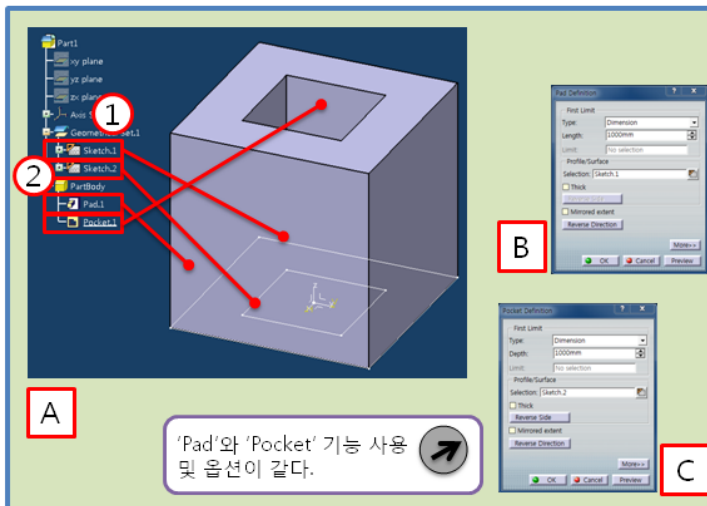 Part1
xy plane
yz plane
zx plane
Axis
1
Geometrical Set.1
Sketch.1
2
Sketch.2
PartBody
Pad.1
Pocket.1
A
'Pad'와 'Pocket' 기능 사용
및 옵션이 같다.
Pad Definition
? X
First Limit
Type: Dimension
Length: 1000mm
Limit: No selection
Profile/Surface
Selection: Sketch.1
Thick
Mirrored extent
Reverse Direction
More>>
OK Cancel Preview
B
Pocket Definition
? X
First Limit
Type: Dimension
Depth: 1000mm
Limit: No selection
Profile/Surface
Selection: Sketch.2
Thick
Reverse Side
Mirrored extent
Reverse Direction
More>>
OK Cancel Preview
C